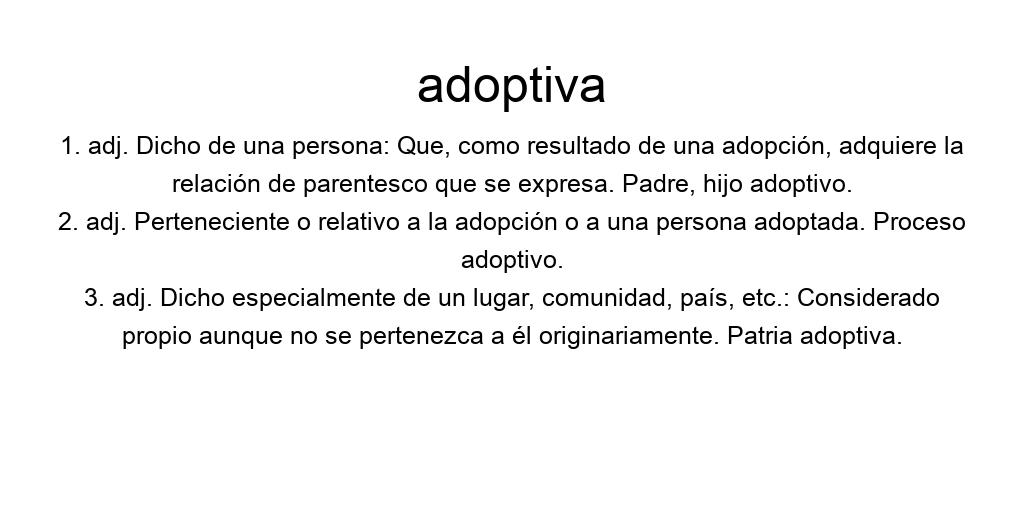 adoptiva
1. adj. Dicho de una persona: Que, como resultado de una adopción, adquiere la
relación de parentesco que se expresa. Padre, hijo adoptivo.
2. adj. Perteneciente o relativo a la adopción o a una persona adoptada. Proceso
adoptivo.
3. adj. Dicho especialmente de un lugar, comunidad, país, etc.: Considerado
propio aunque no se pertenezca a él originariamente. Patria adoptiva.